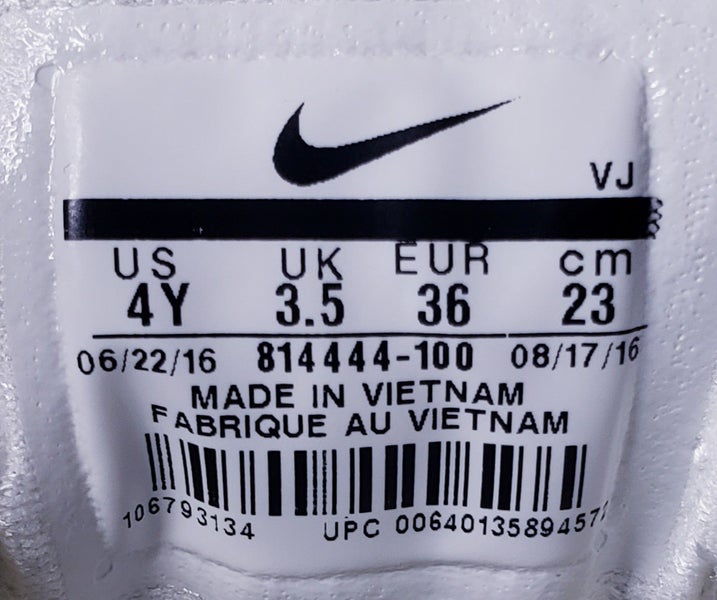 VJ
US UK EUR cm
4Y 3.5 36 23
06/22/16 814444-100 08/17/16
MADE IN VIETNAM
FABRIQUE AU VIETNAM
106793134 UPC